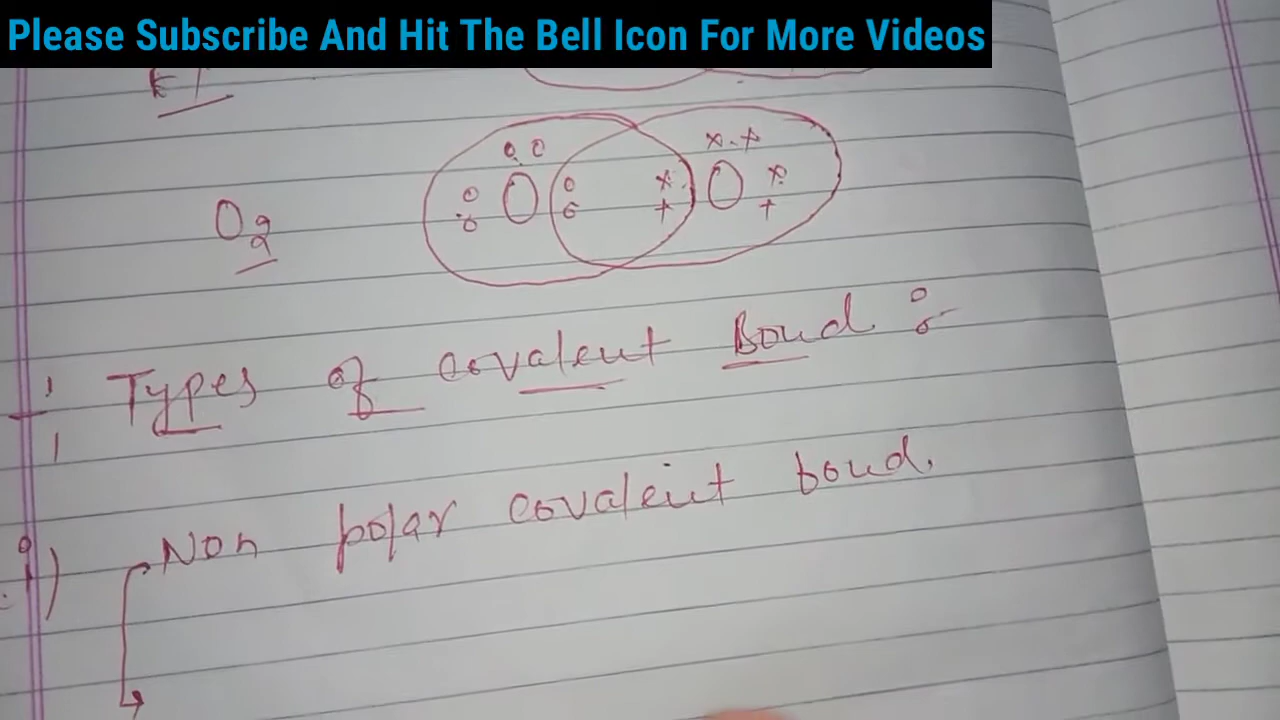 Please Subscribe And Hit The Bell Icon For More Videos
O2
O O
Types of covalent Bond :-
i) Non polar covalent bond.